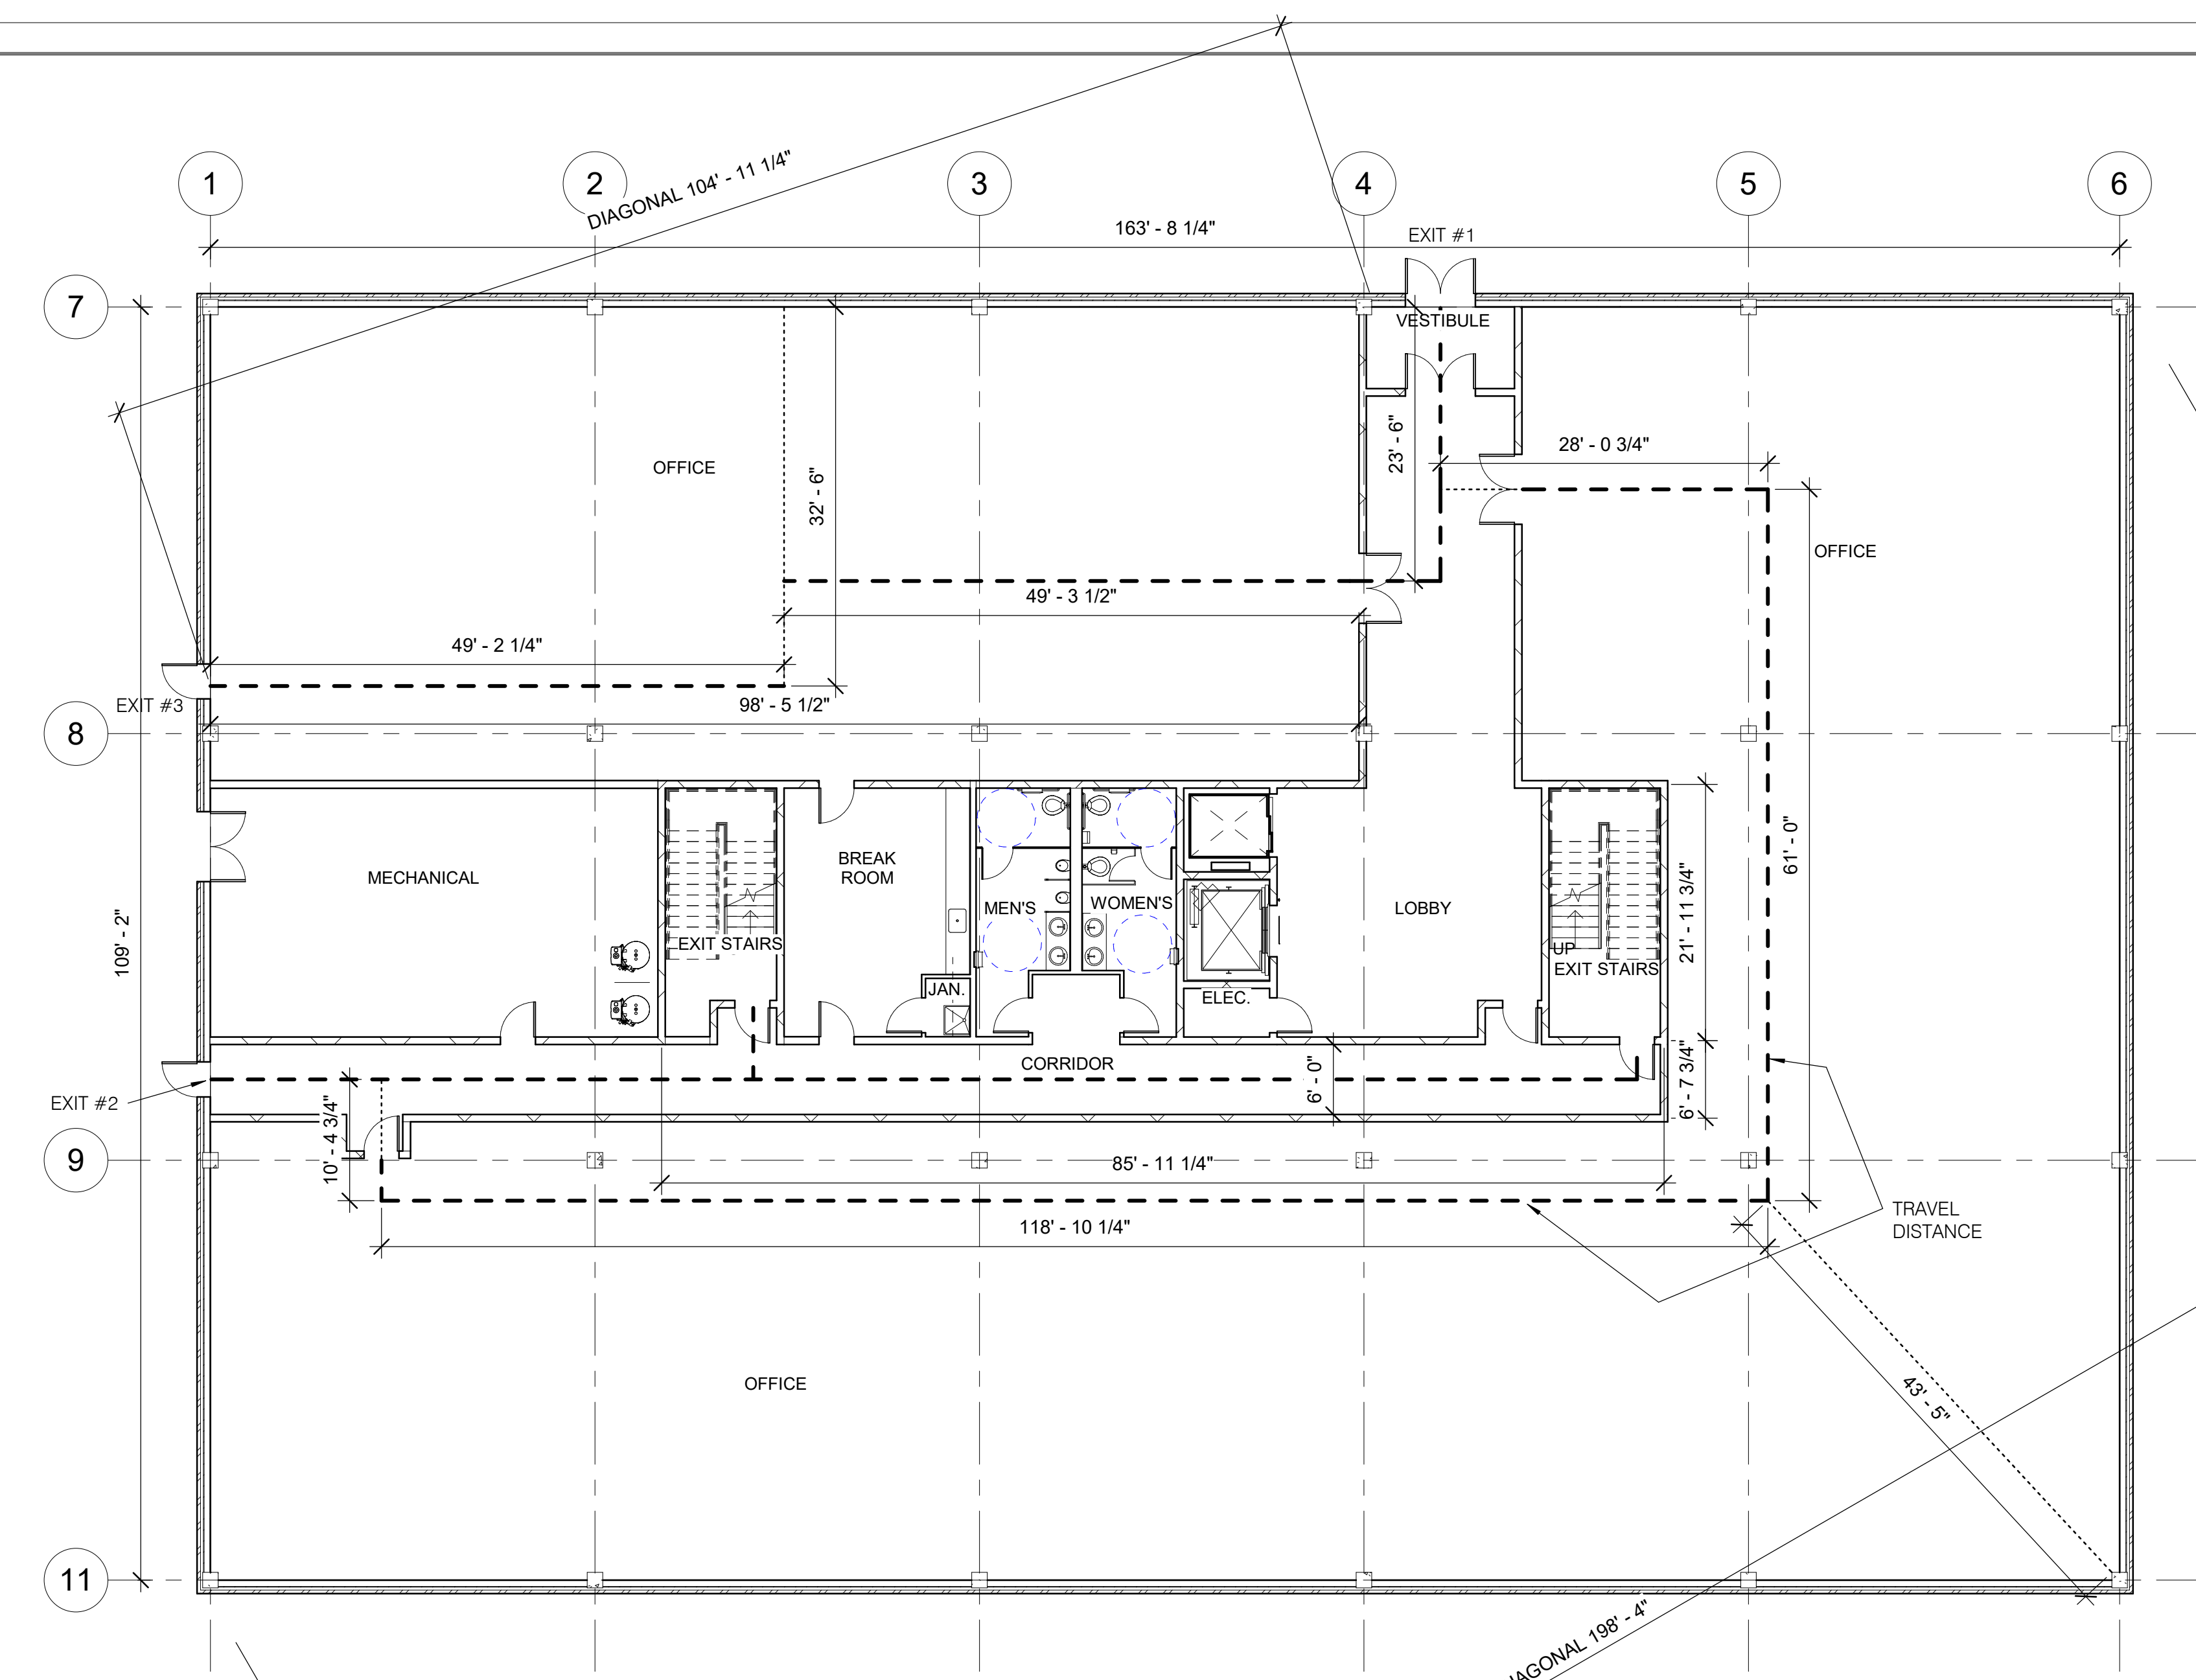 1
2
3
4
5
6
DIAGONAL 104' - 11 1/4"
163' - 8 1/4"
EXIT #1
7
VESTIBULE
23' - 6"
28' - 0 3/4"
OFFICE
32' - 6"
OFFICE
49' - 3 1/2"
49' - 2 1/4"
EXIT #3
98' - 5 1/2"
8
61' - 0"
BREAK
ROOM
MECHANICAL
MEN'S
WOMEN'S
LOBBY
21' - 11 3/4"
109' - 2"
EXIT STAIRS
UP
EXIT STAIRS
JAN.
ELEC.
CORRIDOR
6' - 0"
6' - 7 3/4"
EXIT #2
10' - 4 3/4"
9
85' - 11 1/4"
118' - 10 1/4"
TRAVEL
DISTANCE
OFFICE
43' - 5"
11
AGONAL 198' - 4"